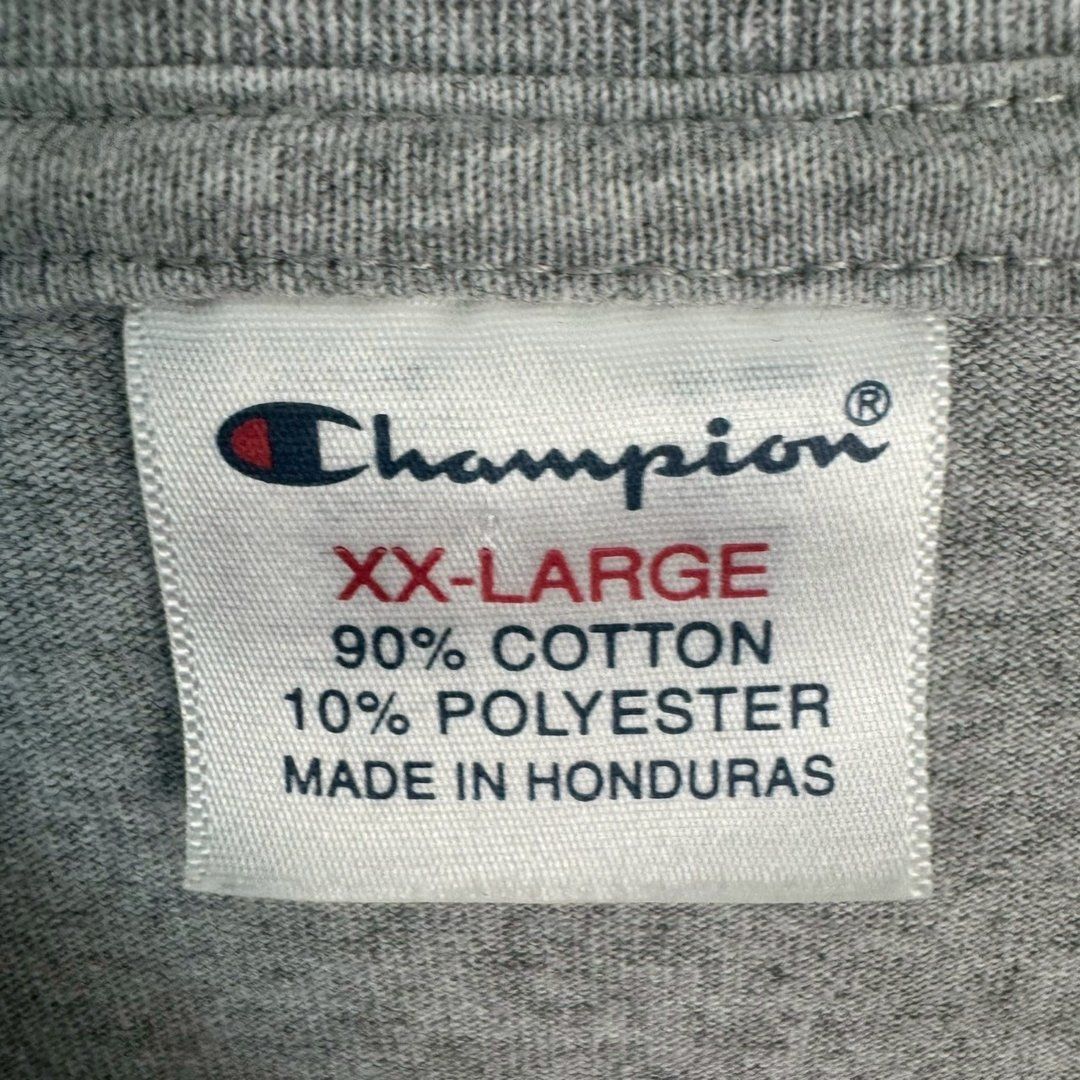 Champion®
XX-LARGE
90% COTTON
10% POLYESTER
MADE IN HONDURAS